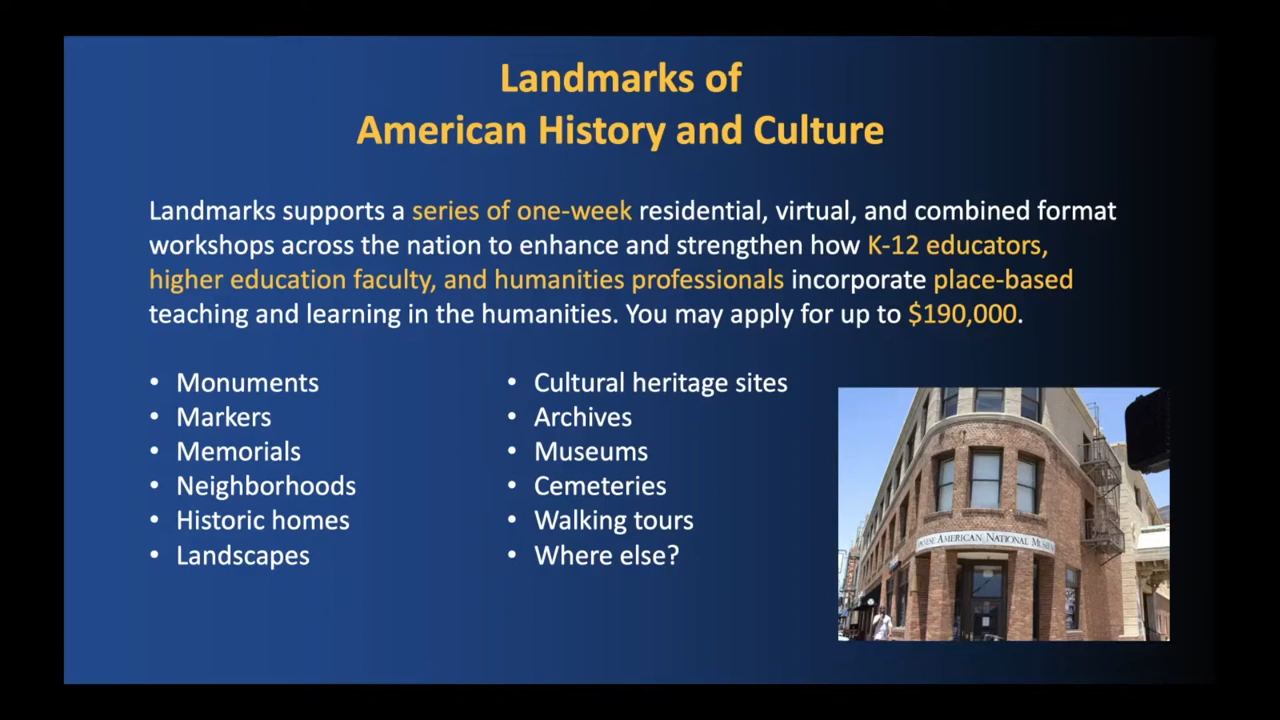 Landmarks of
American History and Culture
Landmarks supports a series of one-week residential, virtual, and combined format
workshops across the nation to enhance and strengthen how K-12 educators,
higher education faculty, and humanities professionals incorporate place-based
teaching and learning in the humanities. You may apply for up to $190,000.
• Monuments
• Markers
• Memorials
• Neighborhoods
• Historic homes
• Landscapes
• Cultural heritage sites
• Archives
• Museums
• Cemeteries
• Walking tours
• Where else?
AMERICAN NATIONAL